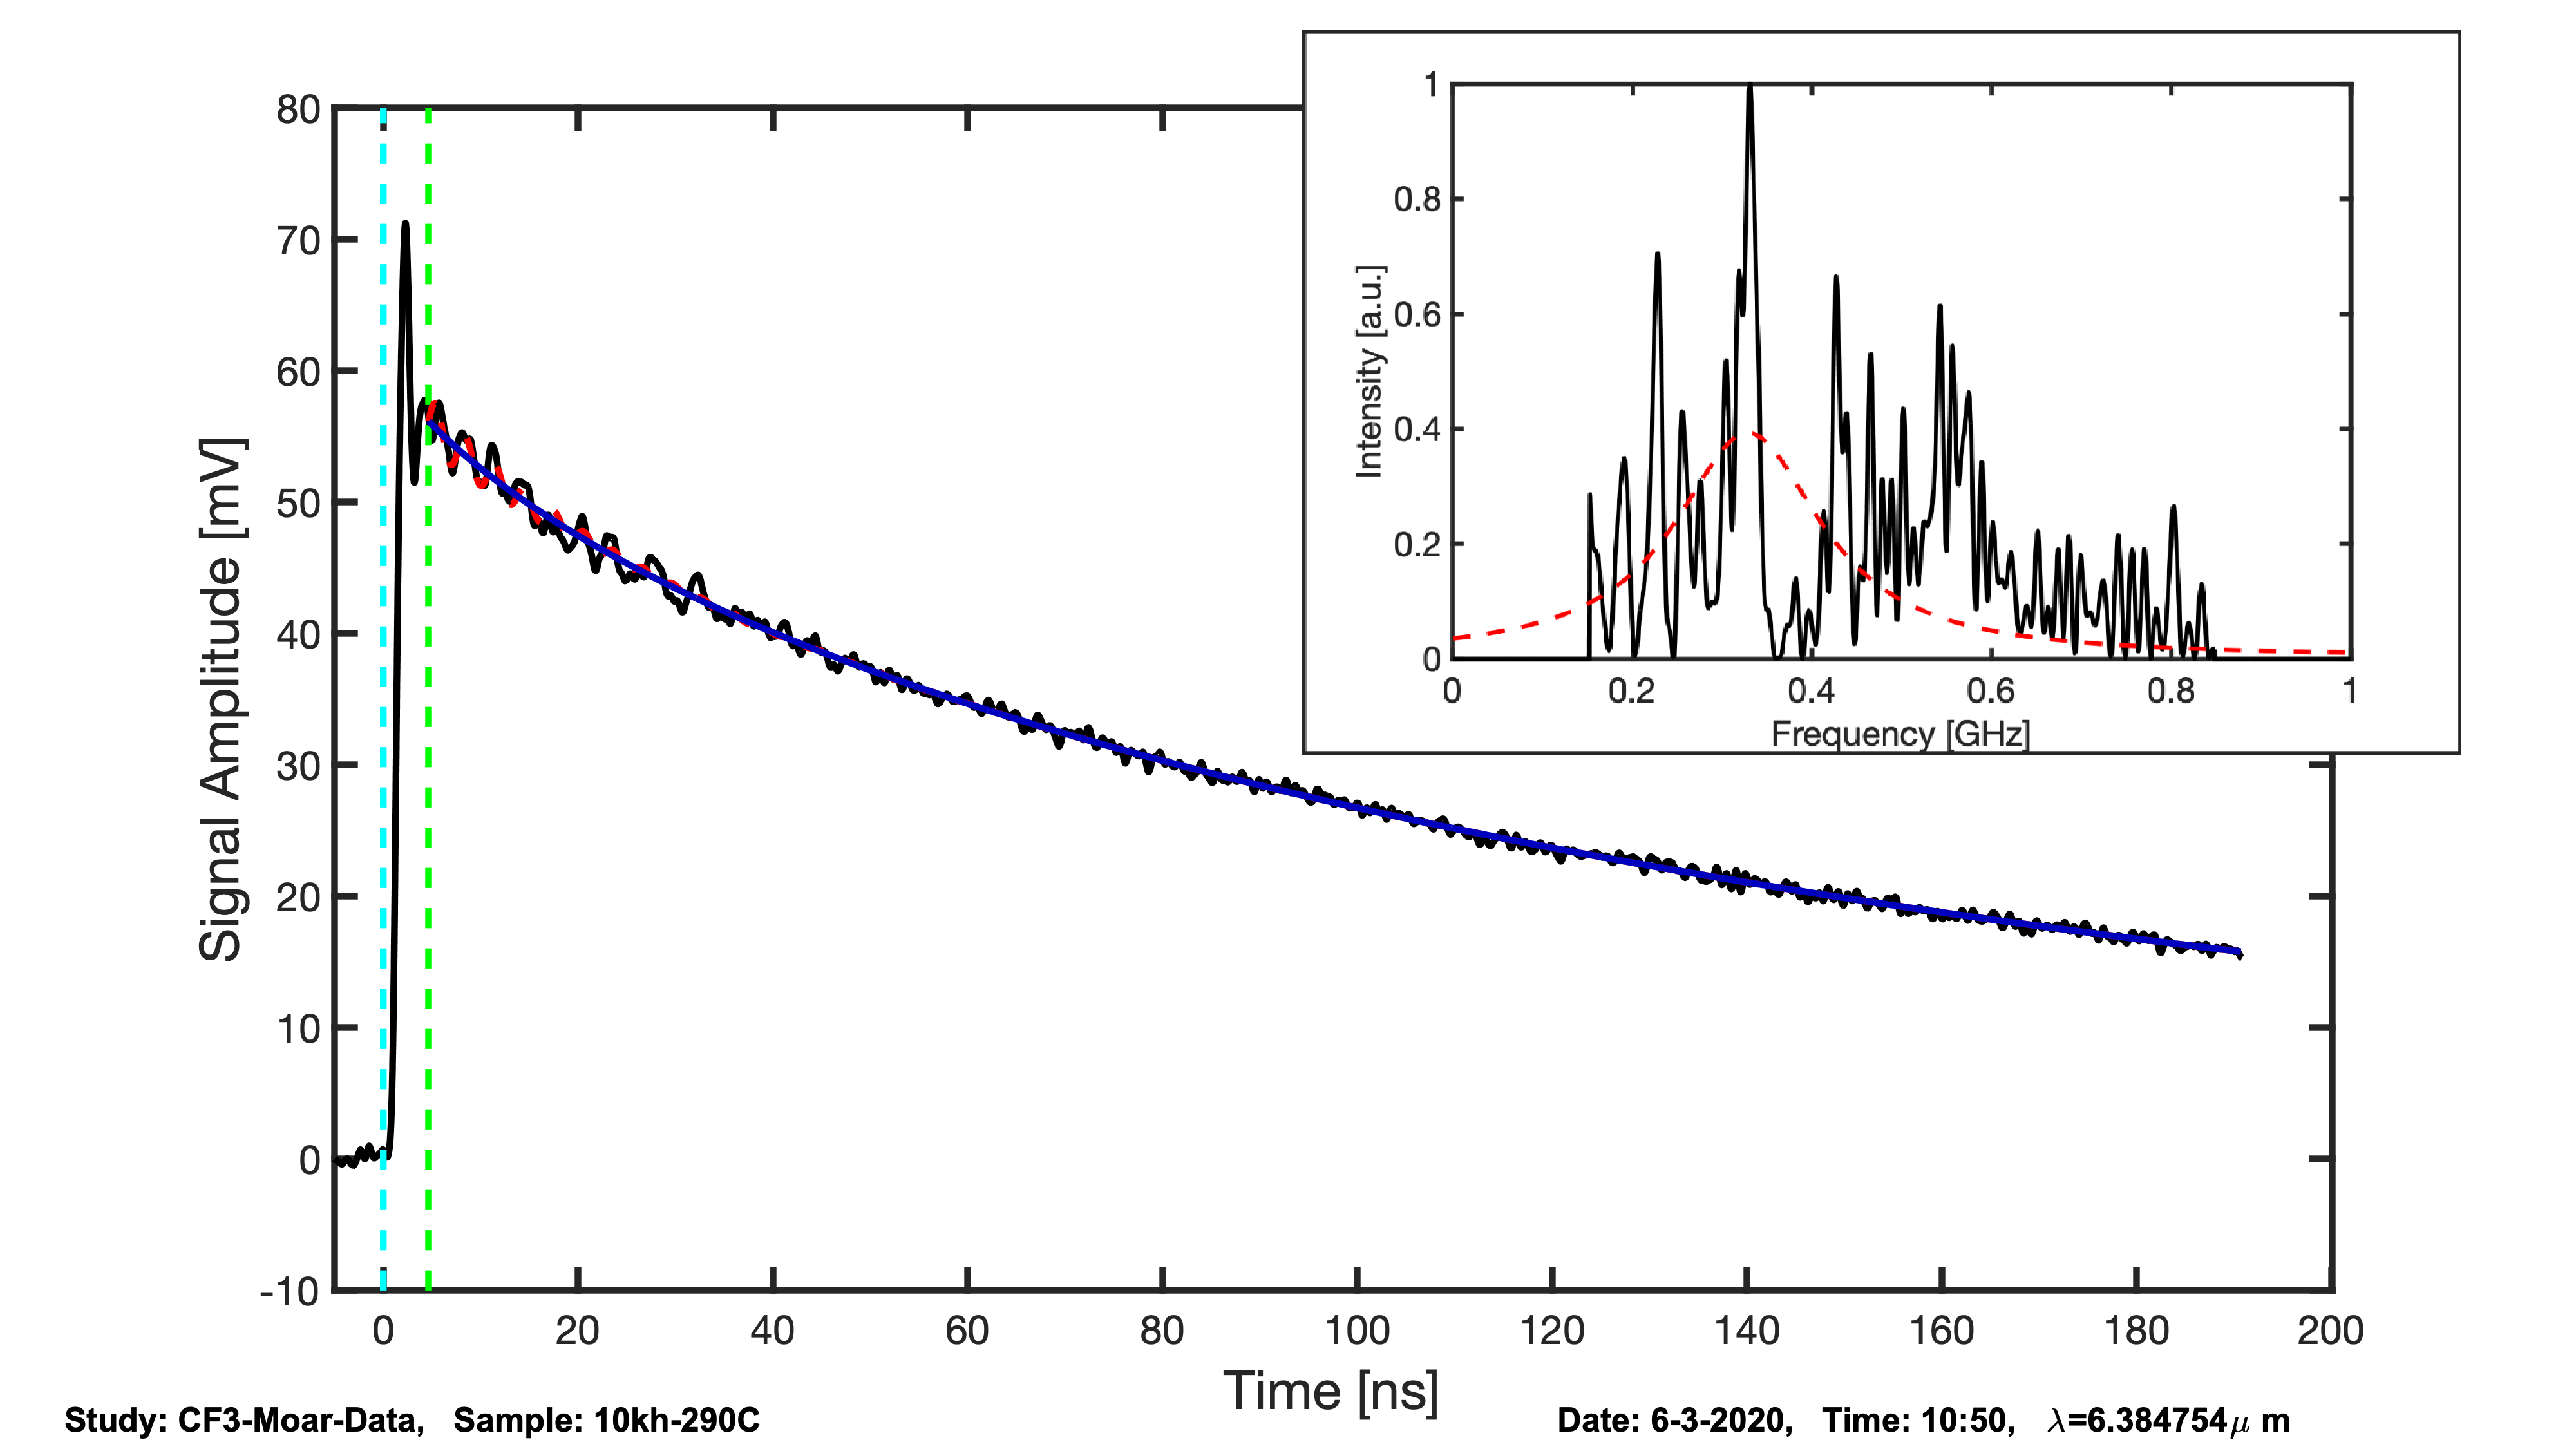 80
70
60
50
40
30
20
10
0
-10
Signal Amplitude [mV]
0 20 40 60 80 100 120 140 160 180 200
Time [ns]
1
0.8
0.6
0.4
0.2
0
Intensity [a.u.]
0 0.2 0.4 0.6 0.8 1
Frequency [GHz]
Study: CF3-Moar-Data, Sample: 10kh-290C
Date: 6-3-2020, Time: 10:50, λ=6.384754μ m